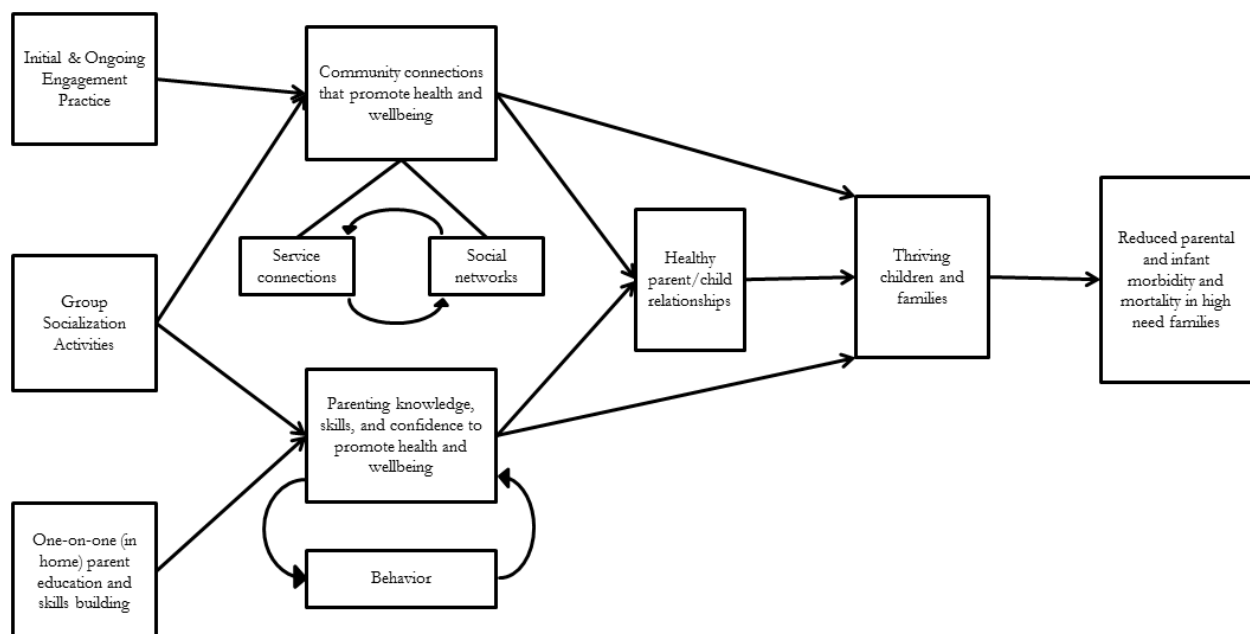 Initial & Ongoing
Engagement
Practice
Community connections
that promote health and
wellbeing
Service
connections
Social
networks
Group
Socialization
Activities
Healthy
parent/child
relationships
Thriving
children and
families
Reduced parental
and infant
morbidity and
mortality in high
need families
Parenting knowledge,
skills, and confidence to
promote health and
wellbeing
One-on-one (in
home) parent
education and
skills building
Behavior